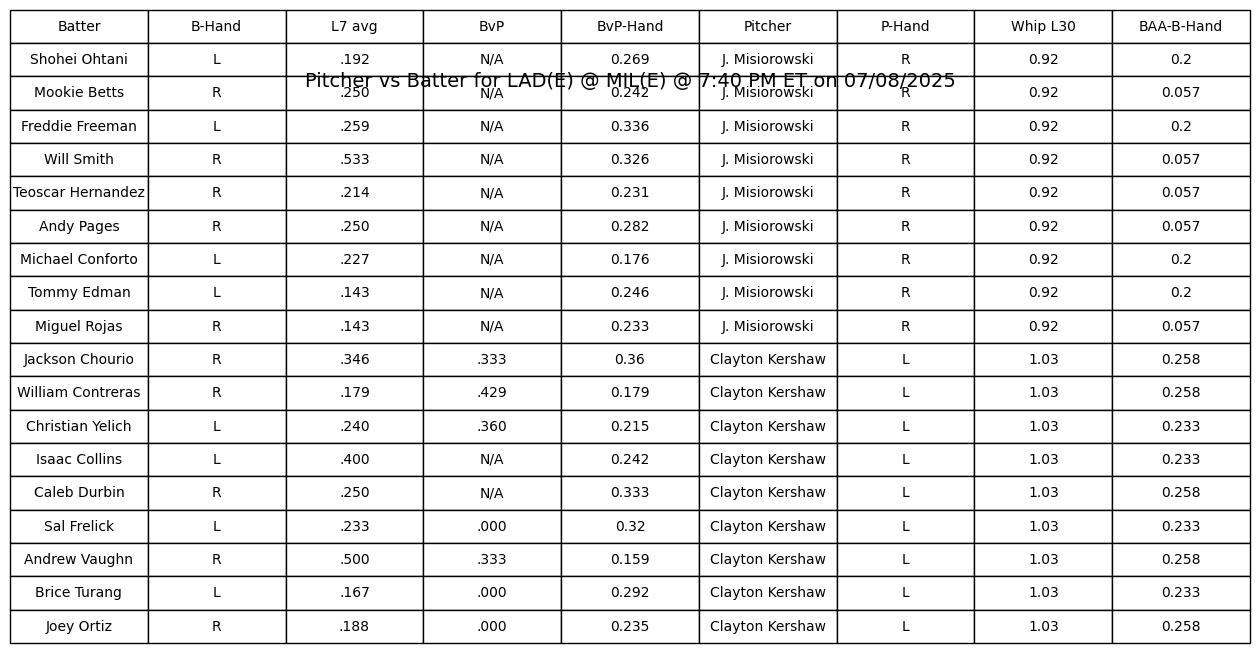 Batter B-Hand L7 avg BvP BvP-Hand Pitcher P-Hand Whip L30 BAA-B-Hand
Shohei Ohtani L .192 N/A 0.269 J. Misiorowski R 0.92 0.2
Pitcher vs Batter for LAD(E) @ MIL(E) @ 7:40 PM ET on 07/08/2025
Mookie Betts R .250 N/A 0.242 J. Misiorowski R 0.92 0.057
Freddie Freeman L .259 N/A 0.336 J. Misiorowski R 0.92 0.2
Will Smith R .533 N/A 0.326 J. Misiorowski R 0.92 0.057
Teoscar Hernandez R .214 N/A 0.231 J. Misiorowski R 0.92 0.057
Andy Pages R .250 N/A 0.282 J. Misiorowski R 0.92 0.057
Michael Conforto L .227 N/A 0.176 J. Misiorowski R 0.92 0.2
Tommy Edman L .143 N/A 0.246 J. Misiorowski R 0.92 0.2
Miguel Rojas R .143 N/A 0.233 J. Misiorowski R 0.92 0.057
Jackson Chourio R .346 .333 0.36 Clayton Kershaw L 1.03 0.258
William Contreras R .179 .429 0.179 Clayton Kershaw L 1.03 0.258
Christian Yelich L .240 .360 0.215 Clayton Kershaw L 1.03 0.233
Isaac Collins L .400 N/A 0.242 Clayton Kershaw L 1.03 0.233
Caleb Durbin R .250 N/A 0.333 Clayton Kershaw L 1.03 0.258
Sal Frelick L .233 .000 0.32 Clayton Kershaw L 1.03 0.233
Andrew Vaughn R .500 .333 0.159 Clayton Kershaw L 1.03 0.258
Brice Turang L .167 .000 0.292 Clayton Kershaw L 1.03 0.233
Joey Ortiz R .188 .000 0.235 Clayton Kershaw L 1.03 0.258